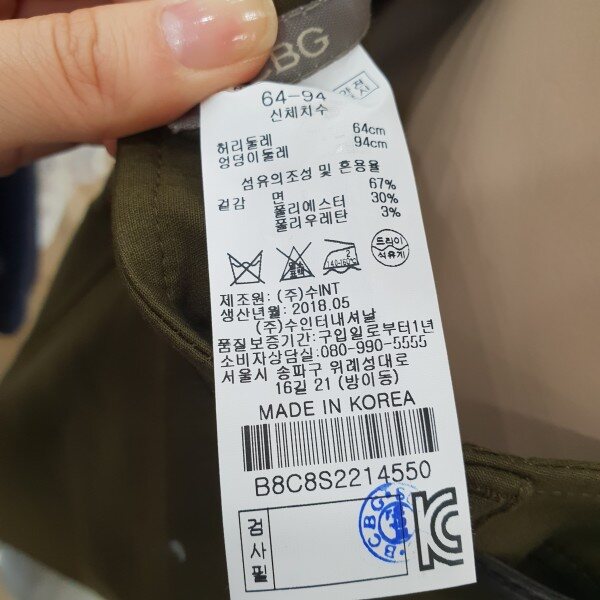 CBG
64-94
신체치수
허리둘레 64cm
엉덩이둘레 94cm
섬유의조성 및 혼용율
겉감 면 67%
폴리에스터 30%
폴리우레탄 3%
2
140-160℃
드라이
석유계
제조원: (주)수INT
생산년월: 2018.05
(주)수인터내셔날
품질보증기간: 구입일로부터1년
소비자상담실: 080-990-5555
서울시 송파구 위례성대로
16길 21 (방이동)
MADE IN KOREA
B8C8S2214550
검사필
BCBG